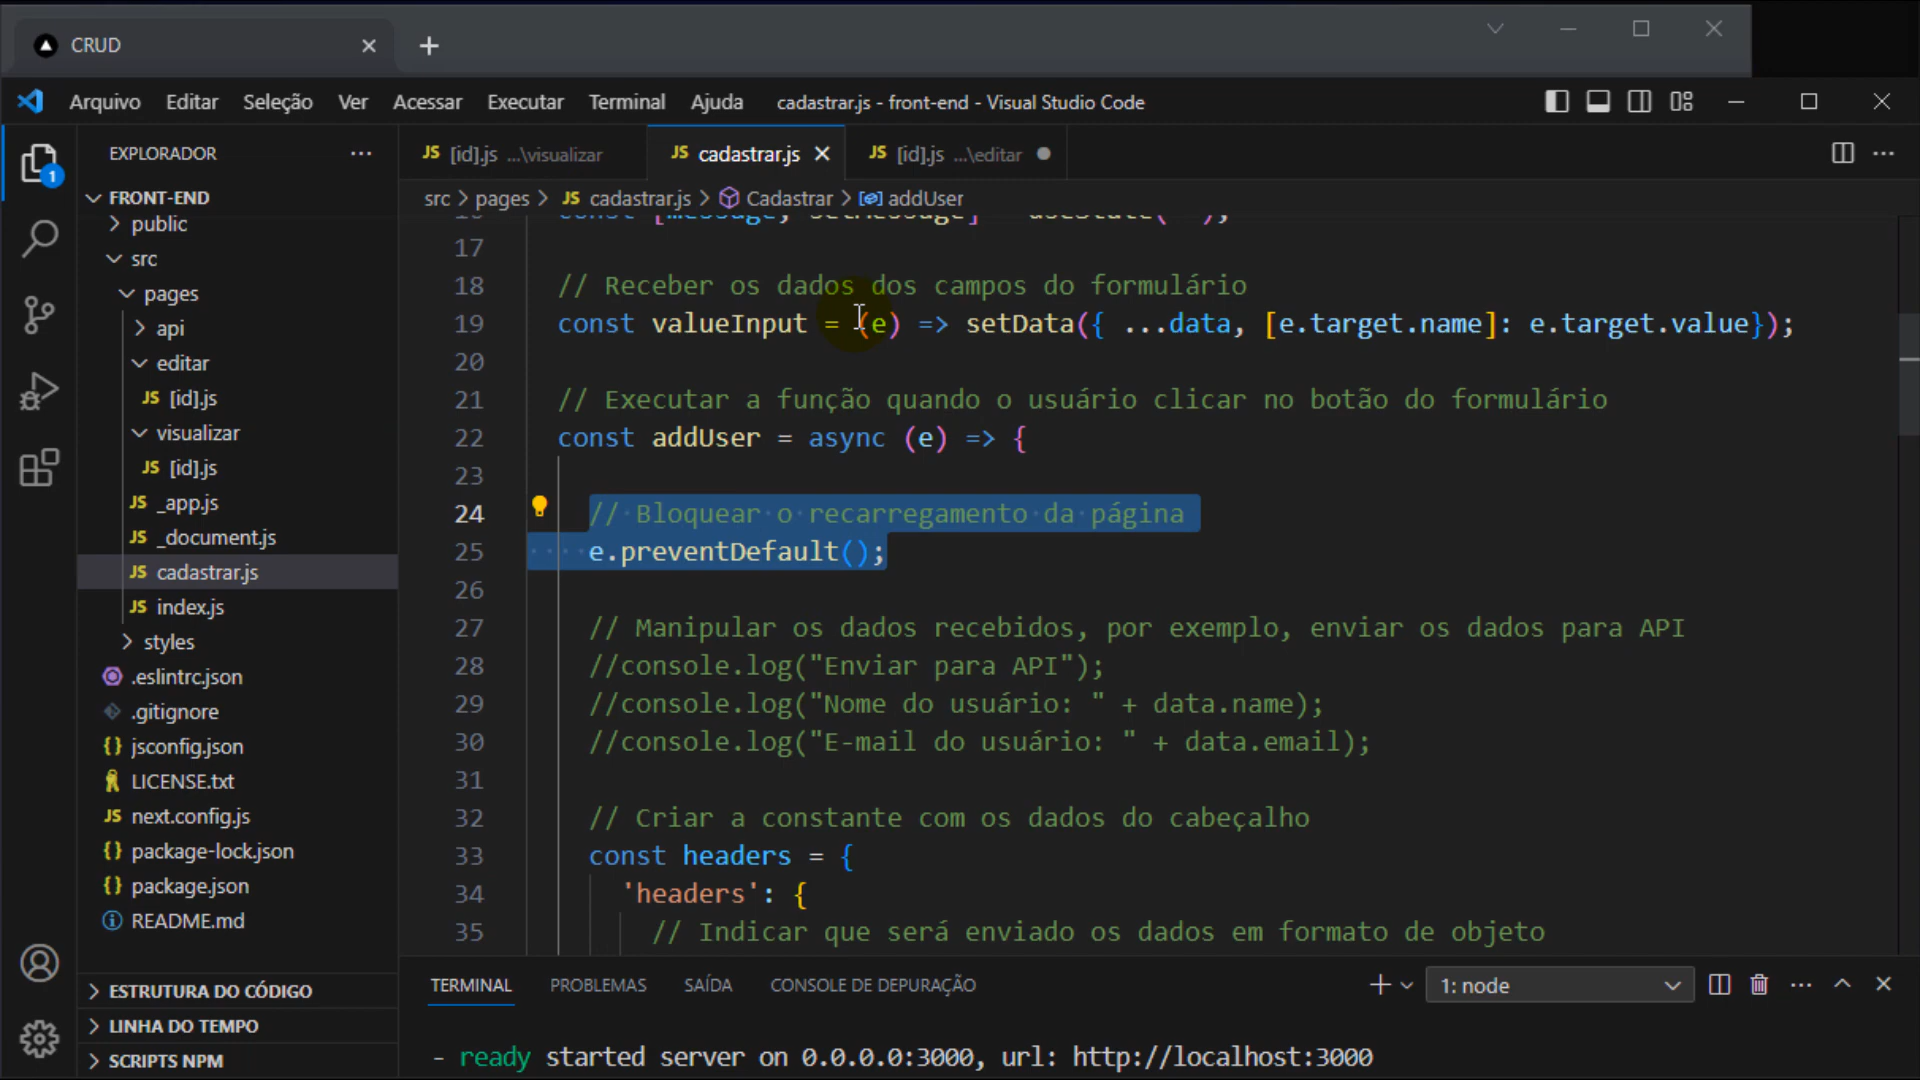 CRUD
Arquivo Editar Seleção Ver Acessar Executar Terminal Ajuda cadastrar.js - front-end - Visual Studio Code
EXPLORADOR
JS [id].js ...\visualizar JS cadastrar.js JS [id].js ...\editar
src > pages > JS cadastrar.js > Cadastrar > addUser
1
FRONT-END
public
src
pages
api
editar
JS [id].js
visualizar
JS [id].js
JS _app.js
JS _document.js
JS cadastrar.js
JS index.js
styles
.eslintrc.json
.gitignore
{} jsconfig.json
LICENSE.txt
JS next.config.js
{} package-lock.json
{} package.json
README.md
ESTRUTURA DO CÓDIGO
LINHA DO TEMPO
SCRIPTS NPM
16 const [message, setMessage] = useState("");
17
18 // Receber os dados dos campos do formulário
19 const valueInput = (e) => setData({ ...data, [e.target.name]: e.target.value});
20
21 // Executar a função quando o usuário clicar no botão do formulário
22 const addUser = async (e) => {
23
24 // Bloquear o recarregamento da página
25 e.preventDefault();
26
27 // Manipular os dados recebidos, por exemplo, enviar os dados para API
28 //console.log("Enviar para API");
29 //console.log("Nome do usuário: " + data.name);
30 //console.log("E-mail do usuário: " + data.email);
31
32 // Criar a constante com os dados do cabeçalho
33 const headers = {
34 'headers': {
35 // Indicar que será enviado os dados em formato de objeto
TERMINAL PROBLEMAS SAÍDA CONSOLE DE DEPURAÇÃO 1: node
- ready started server on 0.0.0.0:3000, url: http://localhost:3000